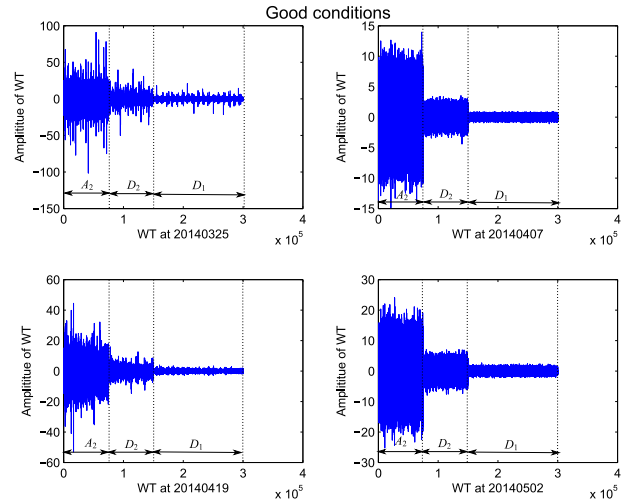 Good conditions
Amplititue of WT
100
50
0
−50
−100
−150
A2
D2
D1
0
1
2
3
4
x 10^5
WT at 20140325
Amplititue of WT
15
10
5
0
−5
−10
−15
A2
D2
D1
0
1
2
3
4
x 10^5
WT at 20140407
Amplititue of WT
60
40
20
0
−20
−40
−60
A2
D2
D1
0
1
2
3
4
x 10^5
WT at 20140419
Amplititue of WT
30
20
10
0
−10
−20
−30
A2
D2
D1
0
1
2
3
4
x 10^5
WT at 20140502